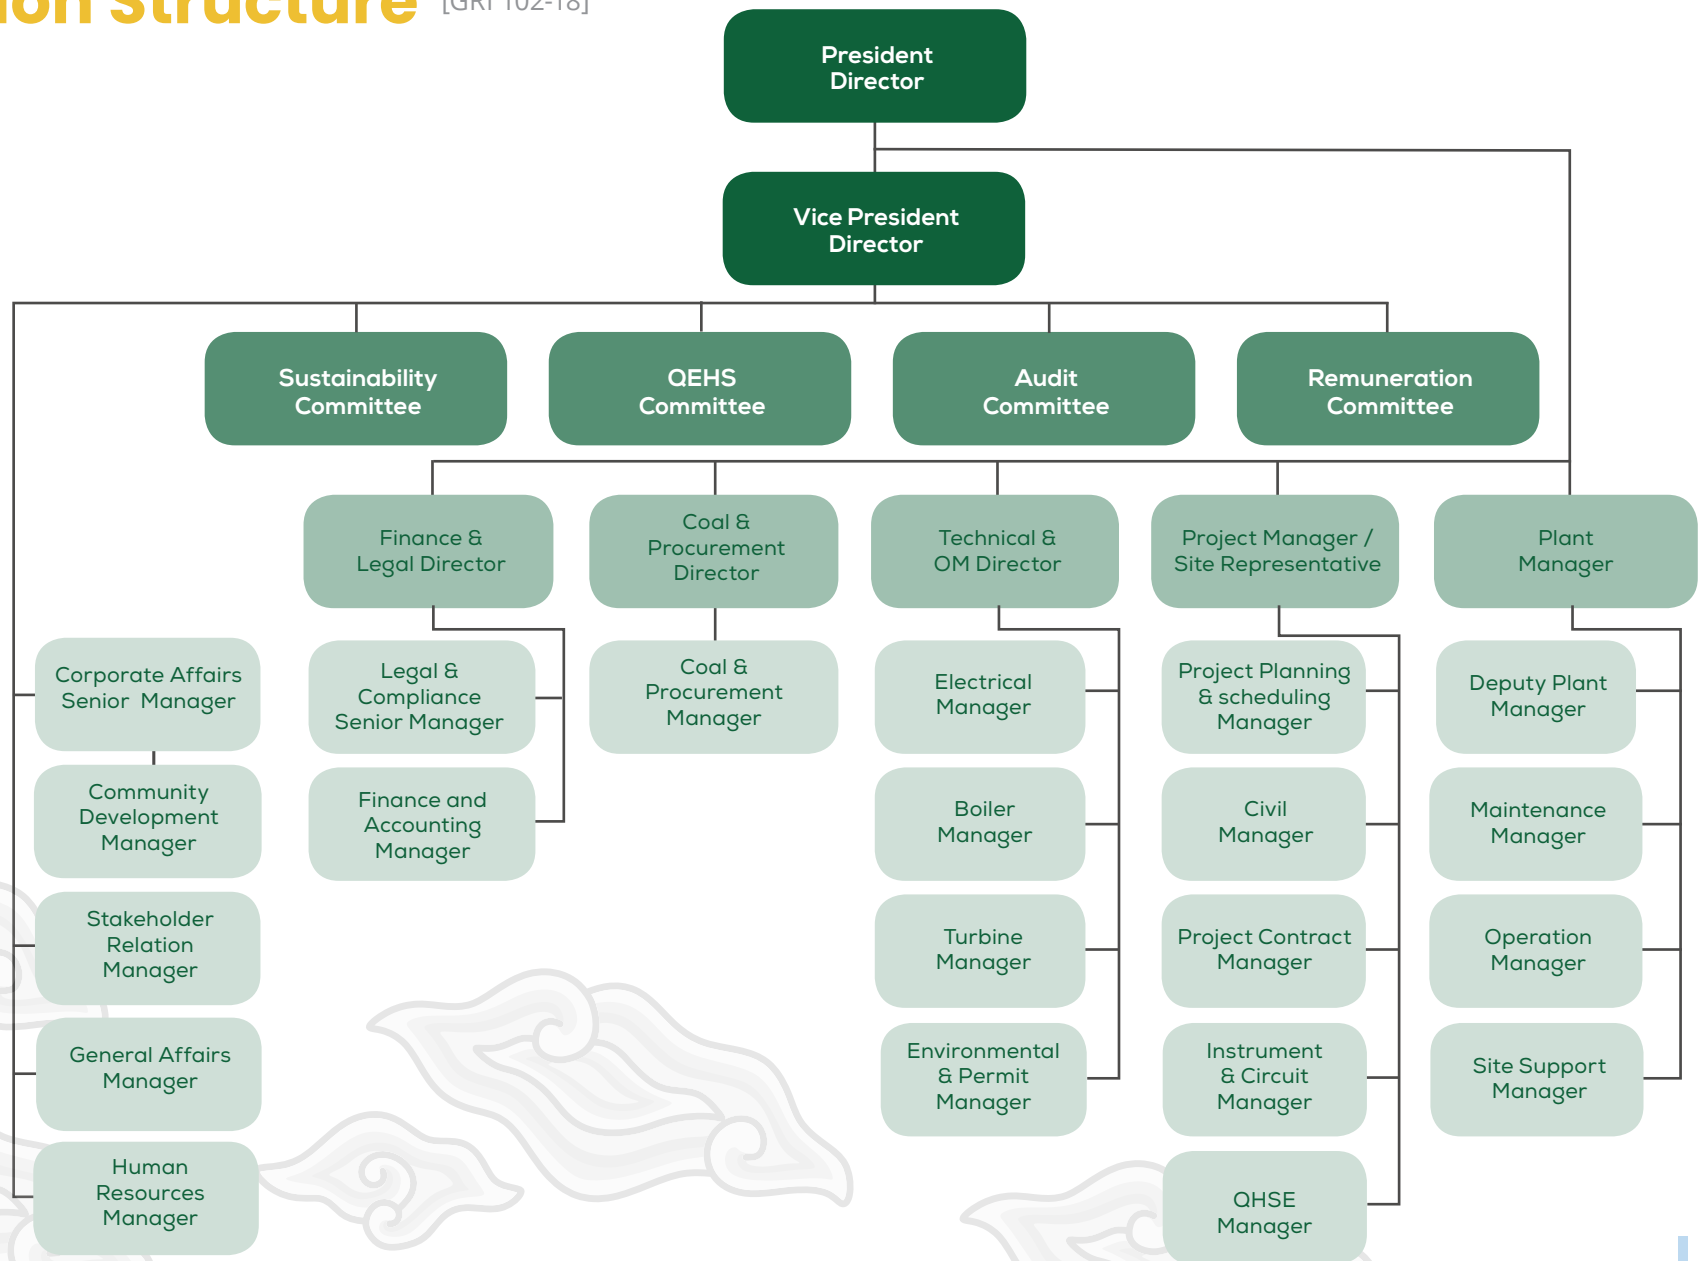 on Structure [GRI 102-18]
President
Director
Vice President
Director
Sustainability
Committee
QEHS
Committee
Audit
Committee
Remuneration
Committee
Finance &
Legal Director
Coal &
Procurement
Director
Technical &
OM Director
Project Manager /
Site Representative
Plant
Manager
Corporate Affairs
Senior Manager
Community
Development
Manager
Stakeholder
Relation
Manager
General Affairs
Manager
Human
Resources
Manager
Legal &
Compliance
Senior Manager
Finance and
Accounting
Manager
Coal &
Procurement
Manager
Electrical
Manager
Boiler
Manager
Turbine
Manager
Environmental
& Permit
Manager
Project Planning
& scheduling
Manager
Civil
Manager
Project Contract
Manager
Instrument
& Circuit
Manager
QHSE
Manager
Deputy Plant
Manager
Maintenance
Manager
Operation
Manager
Site Support
Manager